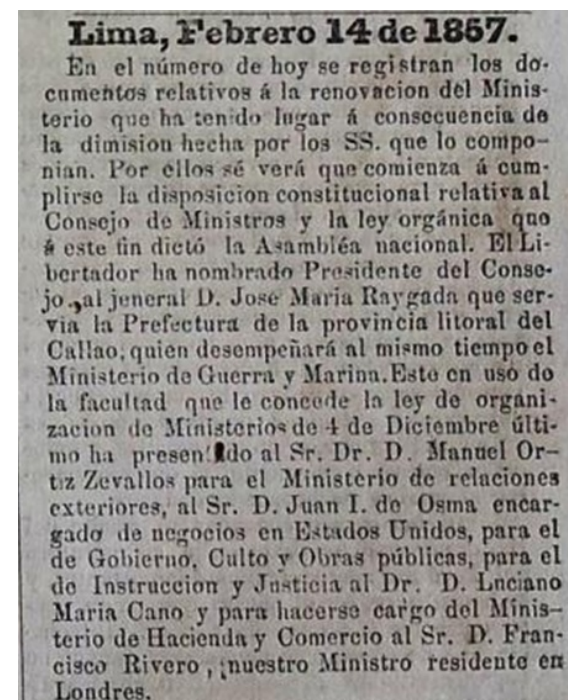 Lima, Febrero 14 de 1857.
En el número de hoy se registran los do-
cumentos relativos á la renovacion del Minis-
terio que ha tenido lugar á consecuencia de
la dimision hecha por los SS. que lo compo-
nian. Por ellos sé verá que comienza á cum-
plirse la disposicion constitucional relativa al
Consejo de Ministros y la ley orgánica que
á este fin dictó la Asambléa nacional. El Li-
bertador ha nombrado Presidente del Conse-
jo, al jeneral D. José Maria Raygada que ser-
via la Prefectura de la provincia litoral del
Callao, quien desempeñará al mismo tiempo el
Ministerio de Guerra y Marina. Este en uso de
la facultad que le concede la ley de organi-
zacion de Ministerios de 4 de Diciembre últi-
mo ha presentado al Sr. Dr. D. Manuel Or-
tiz Zevallos para el Ministerio de relaciones
exteriores, al Sr. D. Juan I. de Osma encar-
gado de negocios en Estados Unidos, para el
de Gobierno, Culto y Obras públicas, para el
de Instruccion y Justicia al Dr. D. Luciano
Maria Cano y para hacerse cargo del Minis-
terio de Hacienda y Comercio al Sr. D. Fran-
cisco Rivero, nuestro Ministro residente en
Londres.